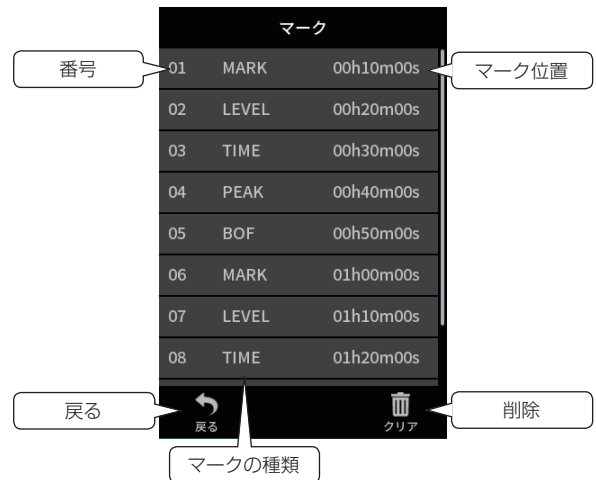 マーク
番号
01 MARK 00h10m00s
マーク位置
02 LEVEL 00h20m00s
03 TIME 00h30m00s
04 PEAK 00h40m00s
05 BOF 00h50m00s
06 MARK 01h00m00s
07 LEVEL 01h10m00s
08 TIME 01h20m00s
戻る
戻る
クリア
削除
マークの種類